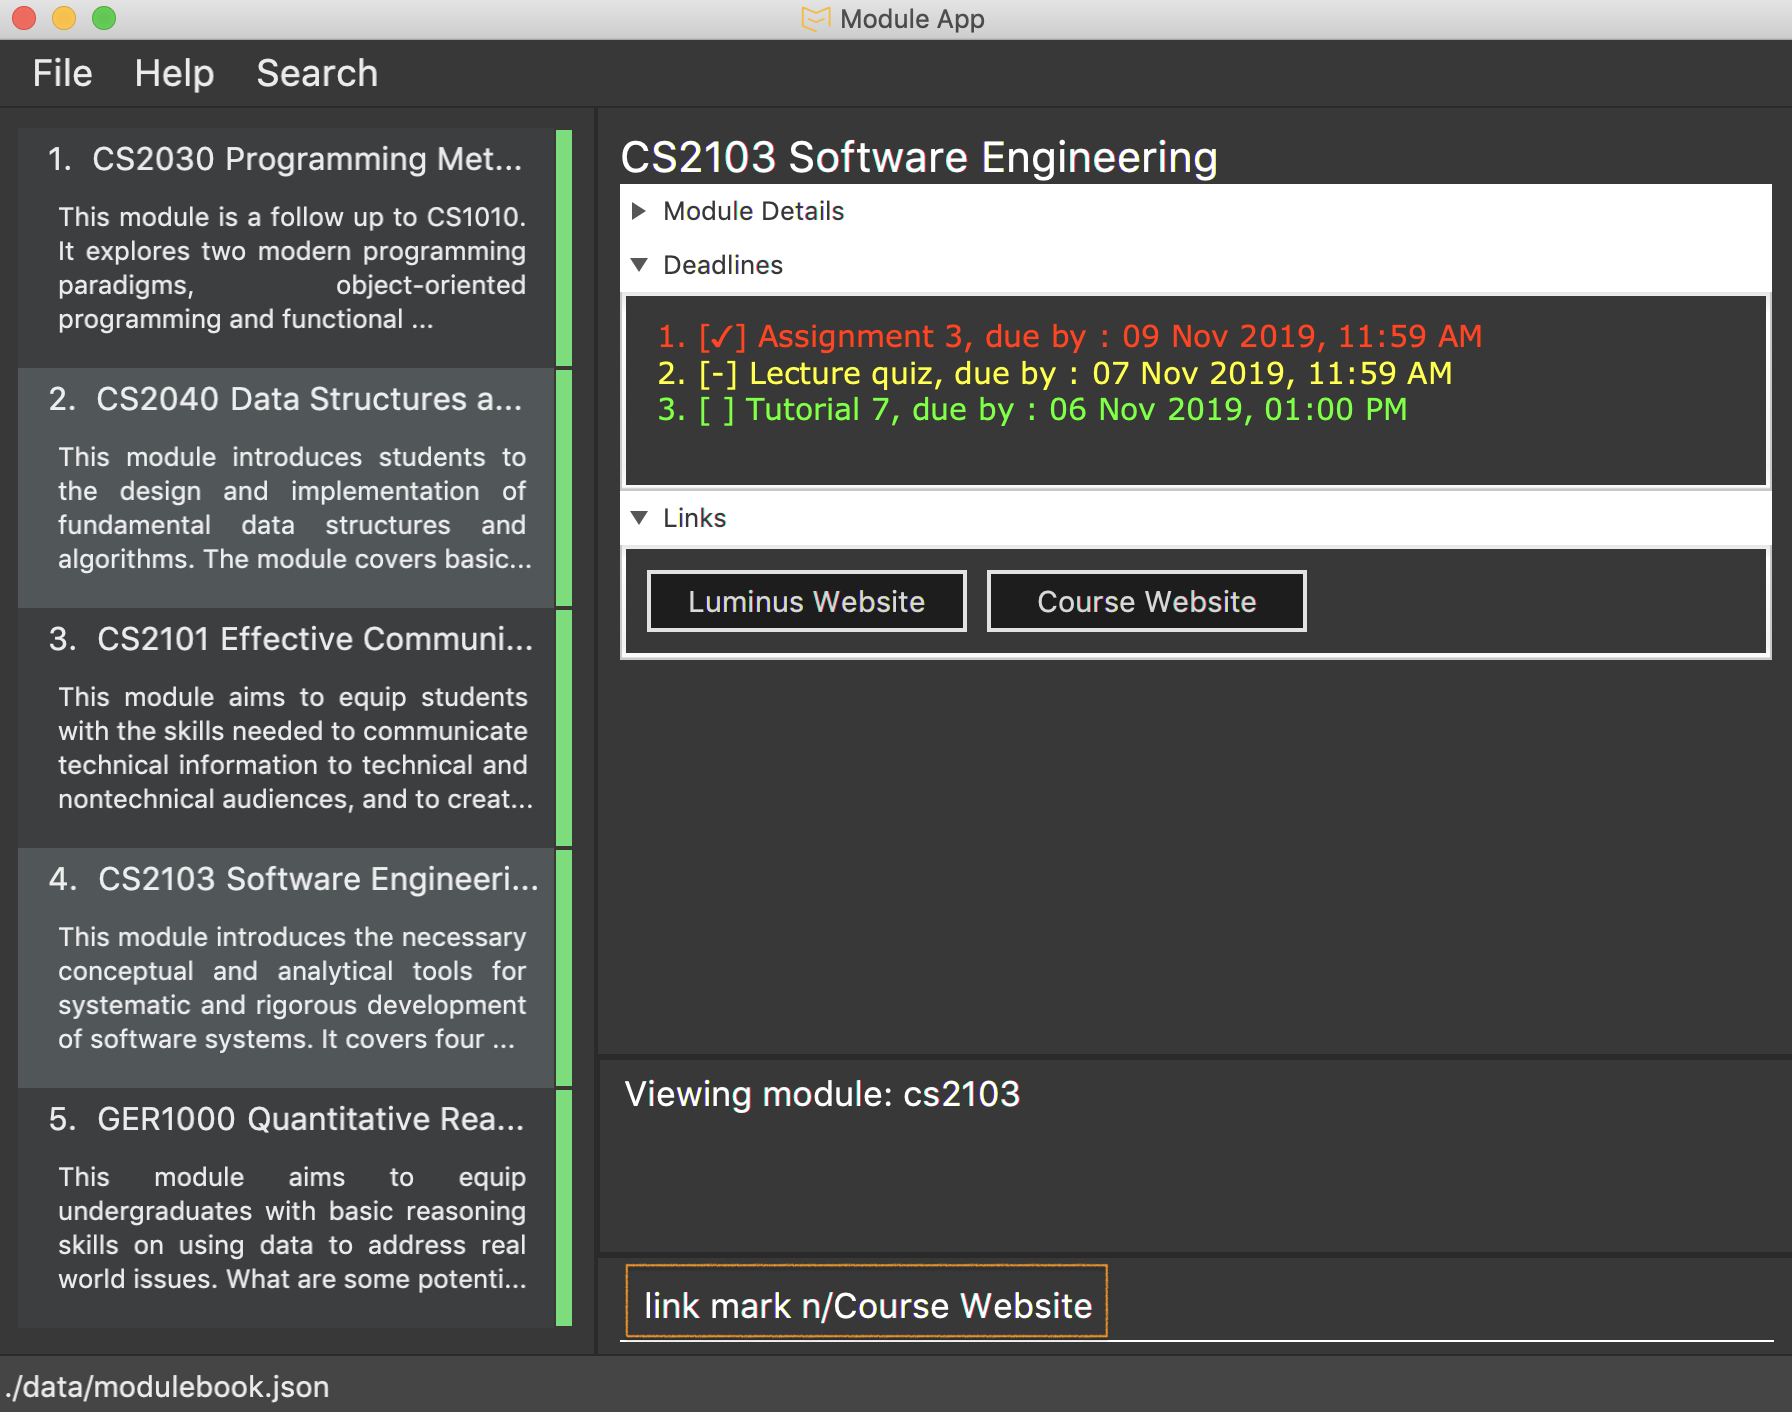 Module App
File Help Search
1. CS2030 Programming Met...
This module is a follow up to CS1010.
It explores two modern programming
paradigms, object-oriented
programming and functional ...
2. CS2040 Data Structures a...
This module introduces students to
the design and implementation of
fundamental data structures and
algorithms. The module covers basic...
3. CS2101 Effective Communi...
This module aims to equip students
with the skills needed to communicate
technical information to technical and
nontechnical audiences, and to creat...
4. CS2103 Software Engineeri...
This module introduces the necessary
conceptual and analytical tools for
systematic and rigorous development
of software systems. It covers four ...
5. GER1000 Quantitative Rea...
This module aims to equip
undergraduates with basic reasoning
skills on using data to address real
world issues. What are some potenti...
CS2103 Software Engineering
Module Details
Deadlines
1. [✓] Assignment 3, due by : 09 Nov 2019, 11:59 AM
2. [-] Lecture quiz, due by : 07 Nov 2019, 11:59 AM
3. [ ] Tutorial 7, due by : 06 Nov 2019, 01:00 PM
Links
Luminus Website
Course Website
Viewing module: cs2103
link mark n/Course Website
./data/modulebook.json